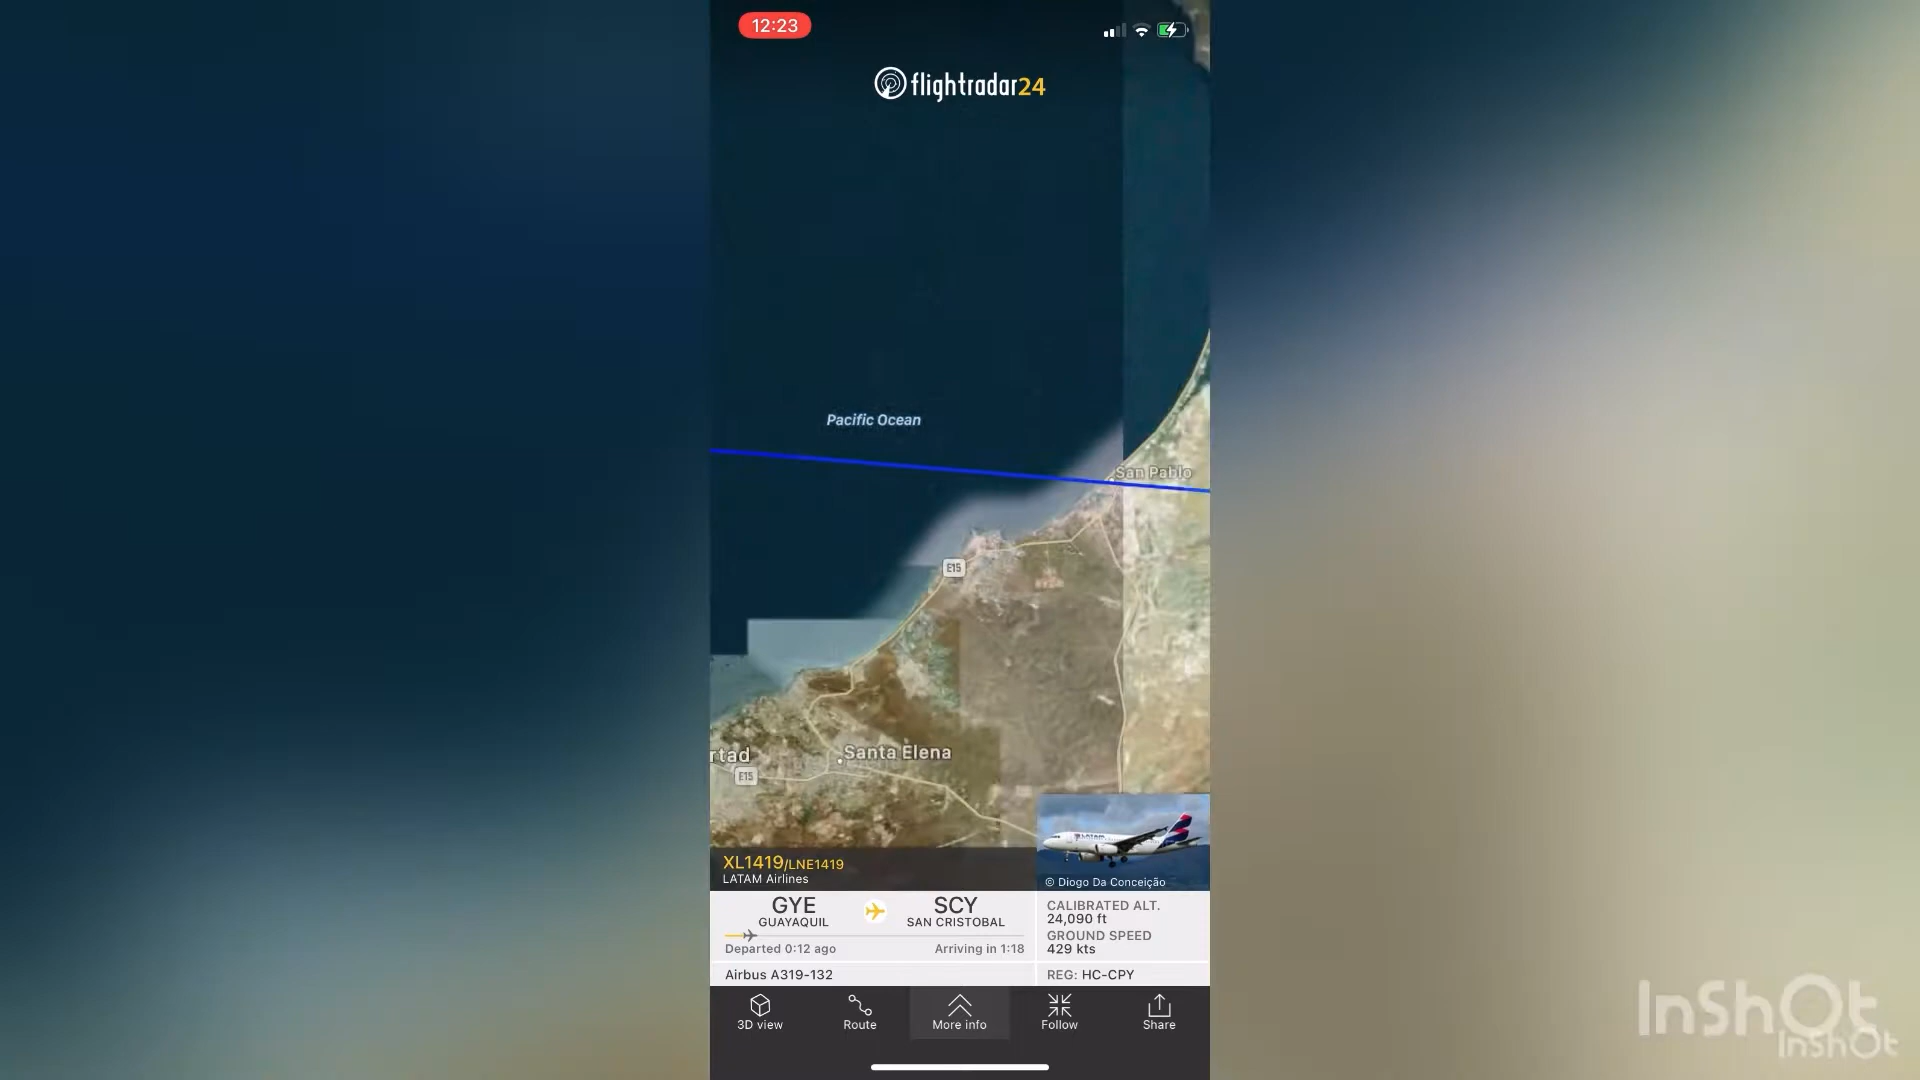 12:23
flightradar24
Pacific Ocean
San Pablo
E15
rtad
Santa Elena
E15
XL1419/LNE1419
LATAM Airlines
© Diogo Da Conceição
GYE
GUAYAQUIL
SCY
SAN CRISTOBAL
Departed 0:12 ago
Arriving in 1:18
CALIBRATED ALT.
24,090 ft
GROUND SPEED
429 kts
Airbus A319-132
REG: HC-CPY
3D view
Route
More info
Follow
Share
InShOt
InShOt